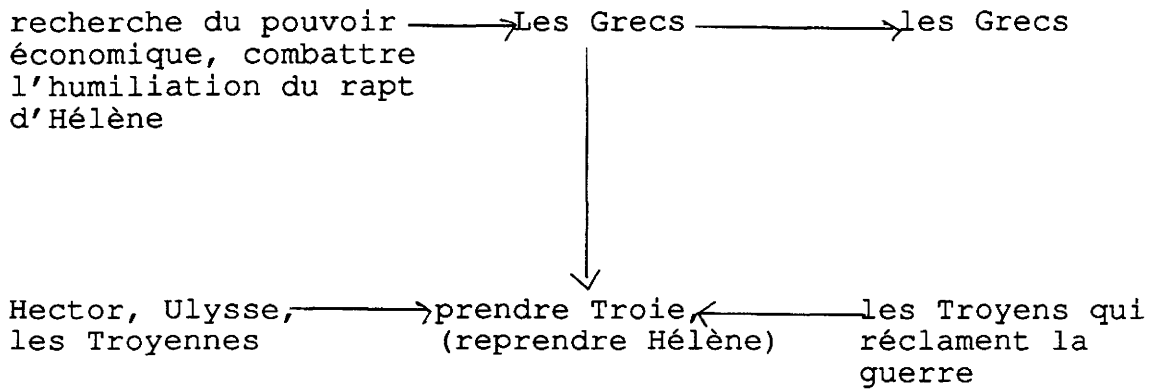 recherche du pouvoir
économique, combattre
l'humiliation du rapt
d'Hélène
Les Grecs
les Grecs
Hector, Ulysse,
les Troyennes
prendre Troie,
(reprendre Hélène)
les Troyens qui
réclament la
guerre